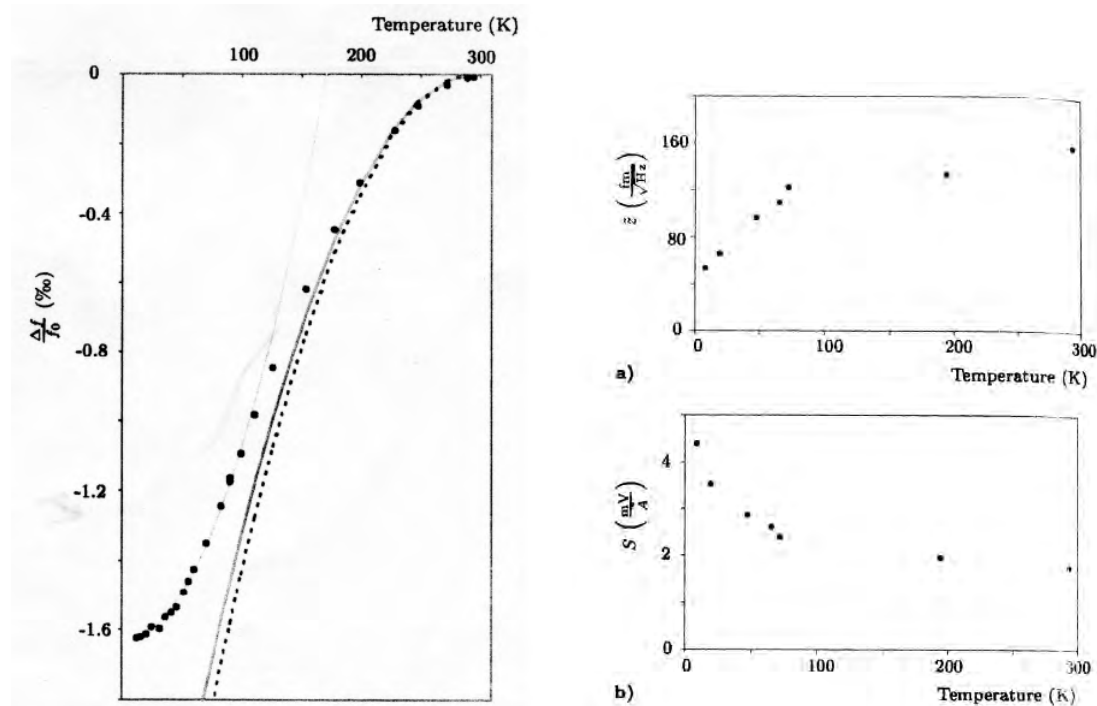 Temperature (K)
100 200 300
0
-0.4
-0.8
-1.2
-1.6
Δf/f₀ (‰)
160
80
0
z (fm/√Hz)
0 100 200 300
a) Temperature (K)
4
2
0
S (mV/A)
0 100 200 300
b) Temperature (K)